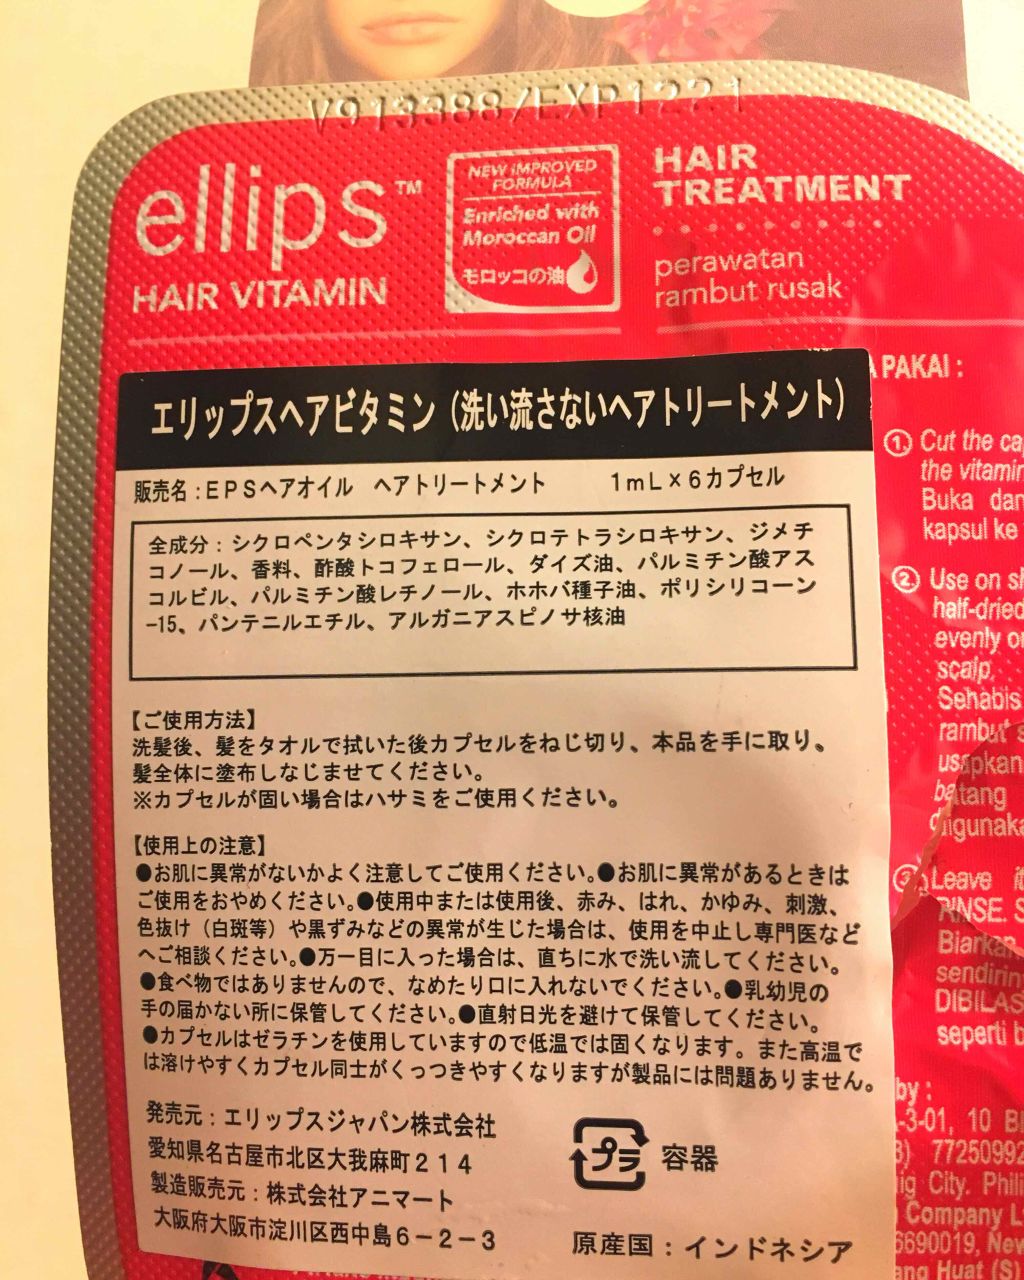 V913388/EXP1221
ellips™
HAIR VITAMIN
NEW IMPROVED
FORMULA
Enriched with
Moroccan Oil
モロッコの油
HAIR
TREATMENT
perawatan
rambut rusak
エリップスヘアビタミン（洗い流さないヘアトリートメント）
販売名：EPSヘアオイル ヘアトリートメント 1mL×6カプセル
全成分：シクロペンタシロキサン、シクロテトラシロキサン、ジメチ
コノール、香料、酢酸トコフェロール、ダイズ油、パルミチン酸アス
コルビル、パルミチン酸レチノール、ホホバ種子油、ポリシリコーン
-15、パンテニルエチル、アルガニアスピノサ核油
【ご使用方法】
洗髪後、髪をタオルで拭いた後カプセルをねじ切り、本品を手に取り、
髪全体に塗布しなじませてください。
※カプセルが固い場合はハサミをご使用ください。
【使用上の注意】
●お肌に異常がないかよく注意してご使用ください。●お肌に異常があるときは
ご使用をおやめください。●使用中または使用後、赤み、はれ、かゆみ、刺激、
色抜け（白斑等）や黒ずみなどの異常が生じた場合は、使用を中止し専門医など
へご相談ください。●万一目に入った場合は、直ちに水で洗い流してください。
●食べ物ではありませんので、なめたり口に入れないでください。●乳幼児の
手の届かない所に保管してください。●直射日光を避けて保管してください。
●カプセルはゼラチンを使用していますので低温では固くなります。また高温で
は溶けやすくカプセル同士がくっつきやすくなりますが製品には問題ありません。
発売元：エリップスジャパン株式会社
愛知県名古屋市北区大我麻町２１４
製造販売元：株式会社アニマート
大阪府大阪市淀川区西中島６－２－３
プラ 容器
原産国：インドネシア
PAKAI :
① Cut the
the vitamin
Buka dan
kapsul ke
② Use on
half-dried
evenly
scalp.
Sehabis
rambut
usapkan
batang
③ Leave
RINSE.
Biarkan
seperti
by :
-3-01, 10
7725099
City.
Company
6690019,
Huat (S)